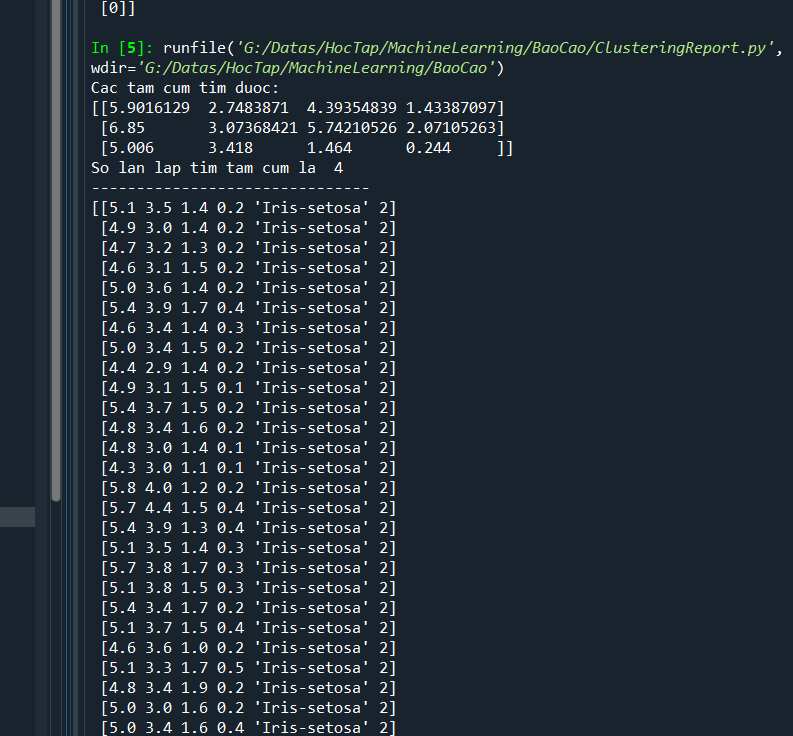 [0]]
In [5]: runfile('G:/Datas/HocTap/MachineLearning/BaoCao/ClusteringReport.py',
wdir='G:/Datas/HocTap/MachineLearning/BaoCao')
Cac tam cum tim duoc:
[[5.9016129  2.7483871  4.39354839 1.43387097]
 [6.85       3.07368421 5.74210526 2.07105263]
 [5.006      3.418      1.464      0.244     ]]
So lan lap tim tam cum la  4
-------------------------------
[[5.1 3.5 1.4 0.2 'Iris-setosa' 2]
 [4.9 3.0 1.4 0.2 'Iris-setosa' 2]
 [4.7 3.2 1.3 0.2 'Iris-setosa' 2]
 [4.6 3.1 1.5 0.2 'Iris-setosa' 2]
 [5.0 3.6 1.4 0.2 'Iris-setosa' 2]
 [5.4 3.9 1.7 0.4 'Iris-setosa' 2]
 [4.6 3.4 1.4 0.3 'Iris-setosa' 2]
 [5.0 3.4 1.5 0.2 'Iris-setosa' 2]
 [4.4 2.9 1.4 0.2 'Iris-setosa' 2]
 [4.9 3.1 1.5 0.1 'Iris-setosa' 2]
 [5.4 3.7 1.5 0.2 'Iris-setosa' 2]
 [4.8 3.4 1.6 0.2 'Iris-setosa' 2]
 [4.8 3.0 1.4 0.1 'Iris-setosa' 2]
 [4.3 3.0 1.1 0.1 'Iris-setosa' 2]
 [5.8 4.0 1.2 0.2 'Iris-setosa' 2]
 [5.7 4.4 1.5 0.4 'Iris-setosa' 2]
 [5.4 3.9 1.3 0.4 'Iris-setosa' 2]
 [5.1 3.5 1.4 0.3 'Iris-setosa' 2]
 [5.7 3.8 1.7 0.3 'Iris-setosa' 2]
 [5.1 3.8 1.5 0.3 'Iris-setosa' 2]
 [5.4 3.4 1.7 0.2 'Iris-setosa' 2]
 [5.1 3.7 1.5 0.4 'Iris-setosa' 2]
 [4.6 3.6 1.0 0.2 'Iris-setosa' 2]
 [5.1 3.3 1.7 0.5 'Iris-setosa' 2]
 [4.8 3.4 1.9 0.2 'Iris-setosa' 2]
 [5.0 3.0 1.6 0.2 'Iris-setosa' 2]
 [5.0 3.4 1.6 0.4 'Iris-setosa' 2]